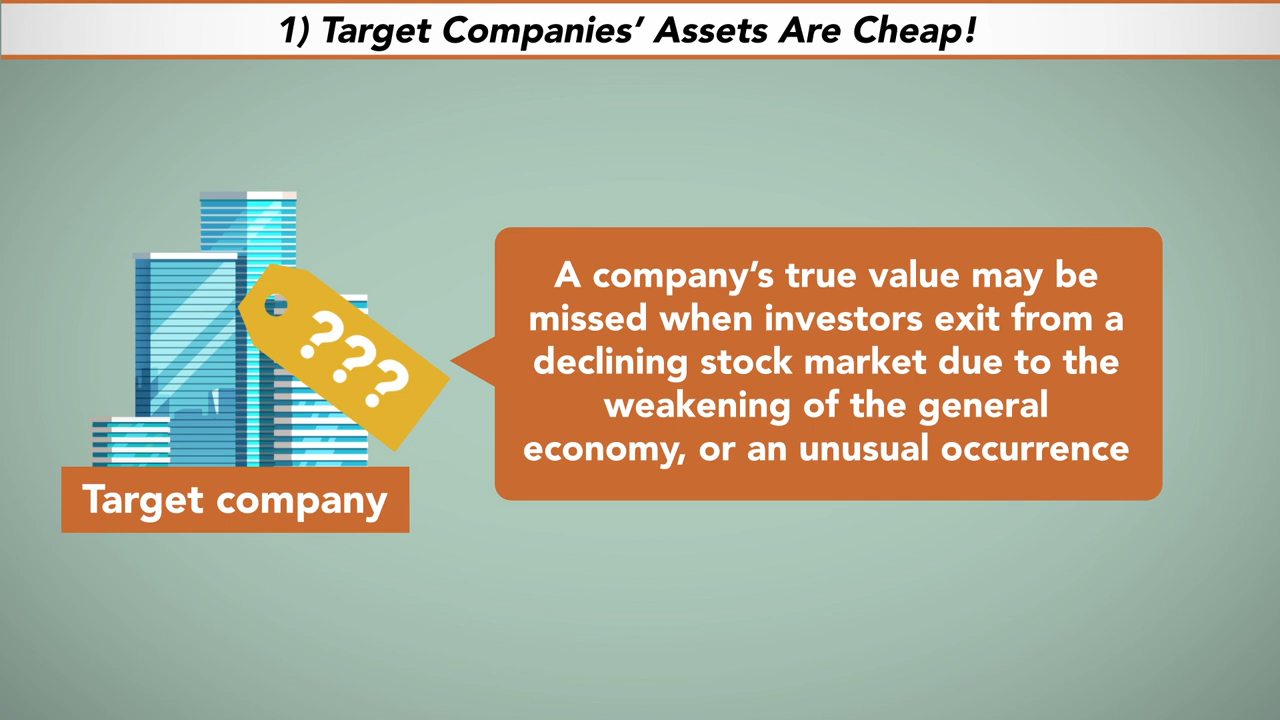 1) Target Companies’ Assets Are Cheap!
???
A company’s true value may be
missed when investors exit from a
declining stock market due to the
weakening of the general
economy, or an unusual occurrence
Target company